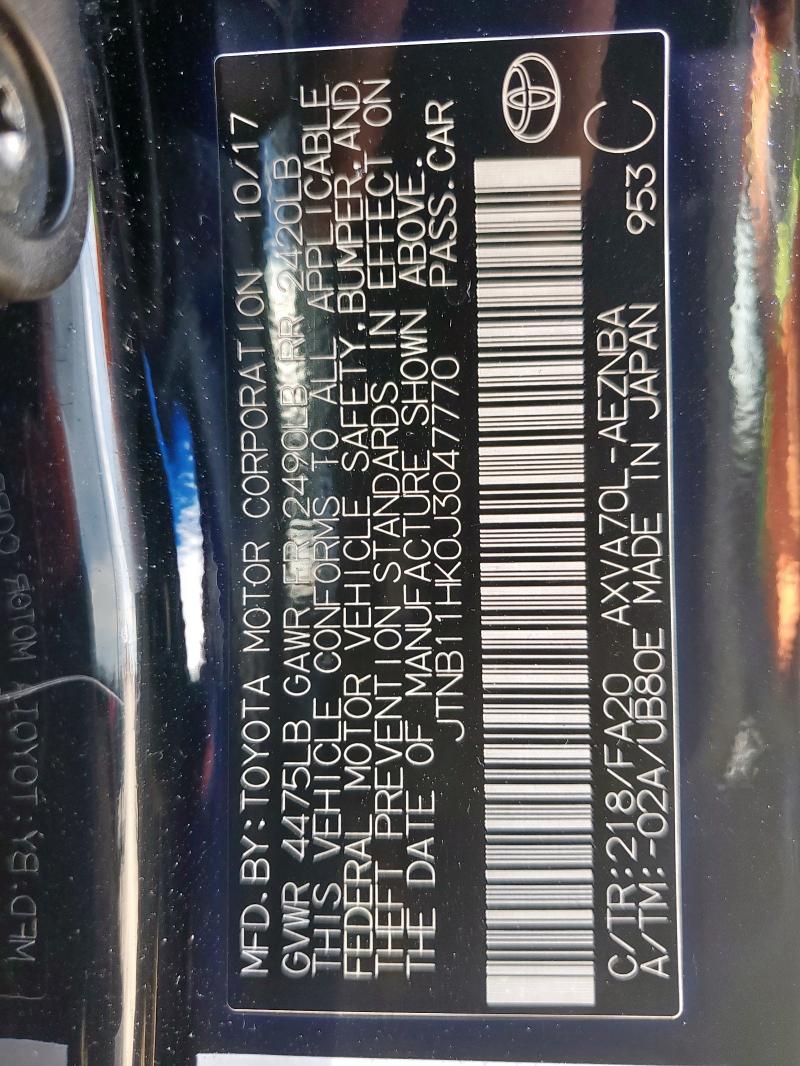 MFD.BY:TOYOTA MOTOR CORPORATION 10/17
GVWR 4475LB GAWR FR 2490LB RR 2420LB
THIS VEHICLE CONFORMS TO ALL APPLICABLE
FEDERAL MOTOR VEHICLE SAFETY,BUMPER,AND
THEFT PREVENTION STANDARDS IN EFFECT ON
THE DATE OF MANUFACTURE SHOWN ABOVE.
JTNB11HK0J3047770 PASS.CAR
C/TR:218/FA20 AXVA70L-AEZNBA 953 C
A/TM:-02A/UB80E MADE IN JAPAN